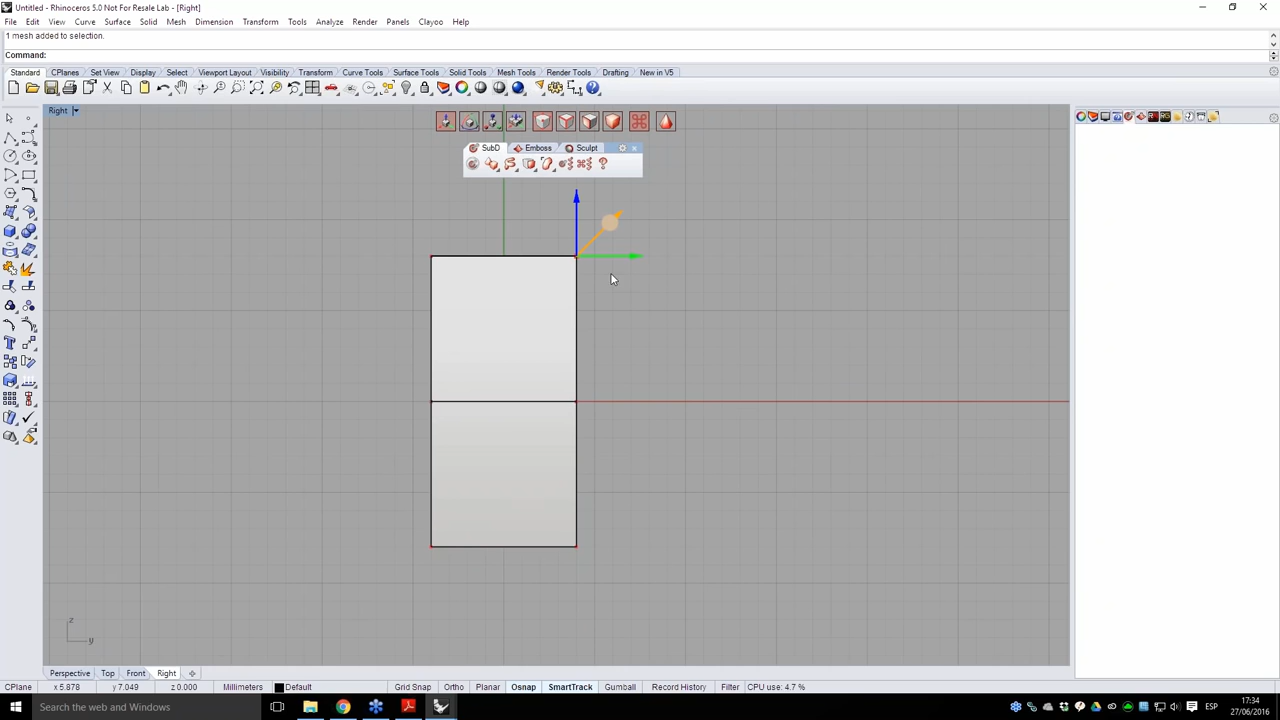 Untitled - Rhinoceros 5.0 Not For Resale Lab - [Right]
File Edit View Curve Surface Solid Mesh Dimension Transform Tools Analyze Render Panels Clayoo Help
1 mesh added to selection.
Command:
Standard CPlanes Set View Display Select Viewport Layout Visibility Transform Curve Tools Surface Tools Solid Tools Mesh Tools Render Tools Drafting New in V5
Right
SubD Emboss Sculpt
z
y
Perspective Top Front Right
CPlane x 5.878 y 7.049 z 0.000 Millimeters Default Grid Snap Ortho Planar Osnap SmartTrack Gumball Record History Filter CPU use: 4.7 %
Search the web and Windows
ESP
17:34
27/06/2016